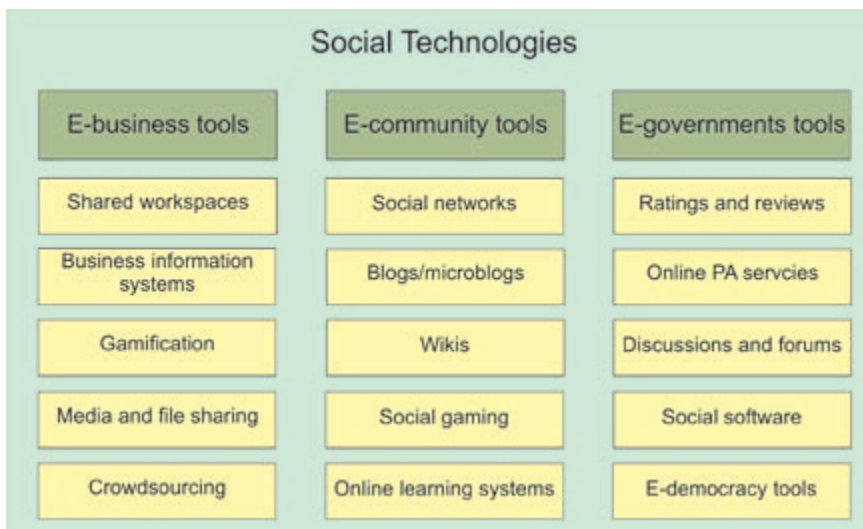 Social Technologies
E-business tools
Shared workspaces
Business information
systems
Gamification
Media and file sharing
Crowdsourcing
E-community tools
Social networks
Blogs/microblogs
Wikis
Social gaming
Online learning systems
E-governments tools
Ratings and reviews
Online PA servcies
Discussions and forums
Social software
E-democracy tools